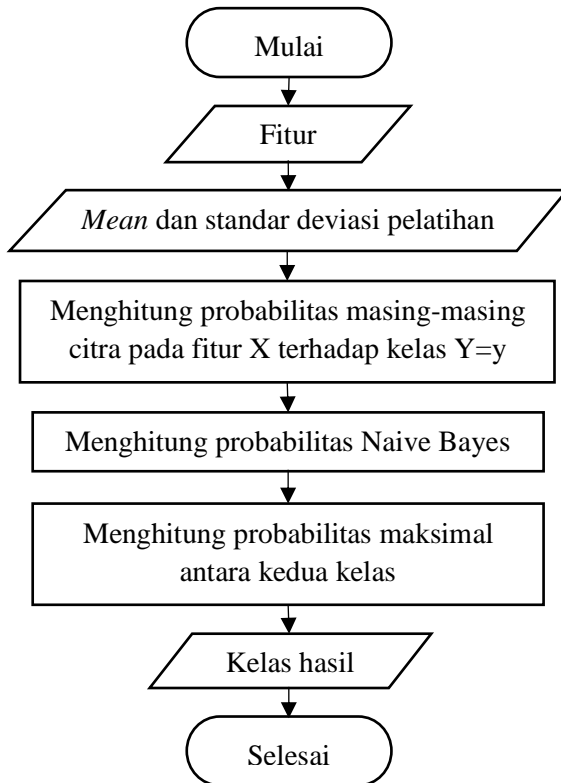 Mulai
Fitur
Mean dan standar deviasi pelatihan
Menghitung probabilitas masing-masing
citra pada fitur X terhadap kelas Y=y
Menghitung probabilitas Naive Bayes
Menghitung probabilitas maksimal
antara kedua kelas
Kelas hasil
Selesai